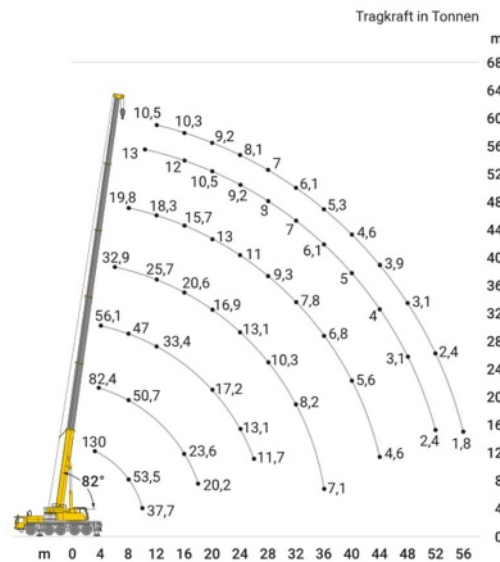 Tragkraft in Tonnen
m
68
64
60
56
52
48
44
40
36
32
28
24
20
16
12
8
4
0
10,5 10,3 9,2 8,1 7 6,1 5,3 4,6 3,9 3,1 2,4 1,8
13 12 10,5 9,2 3 7 6,1 5 4 3,1 2,4
19,8 18,3 15,7 13 11 9,3 7,8 6,8 5,6 4,6
32,9 25,7 20,6 16,9 13,1 10,3 8,2 7,1
56,1 47 33,4 17,2 13,1 11,7
82,4 50,7 23,6 20,2
130 53,5 37,7
82°
m 0 4 8 12 16 20 24 28 32 36 40 44 48 52 56